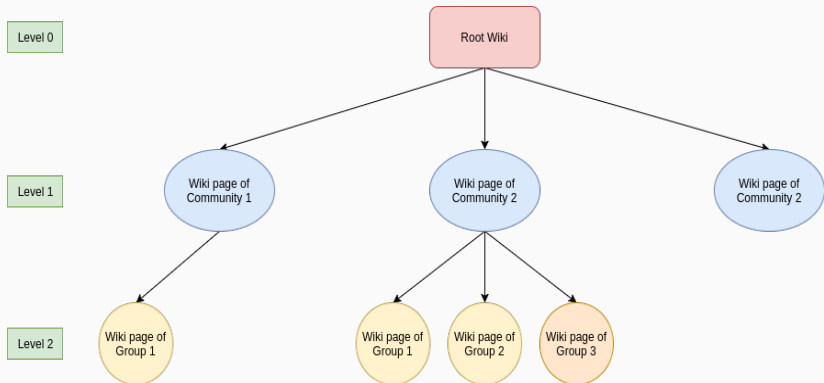 Level 0
Root Wiki
Level 1
Wiki page of
Community 1
Wiki page of
Community 2
Wiki page of
Community 2
Level 2
Wiki page of
Group 1
Wiki page of
Group 1
Wiki page of
Group 2
Wiki page of
Group 3